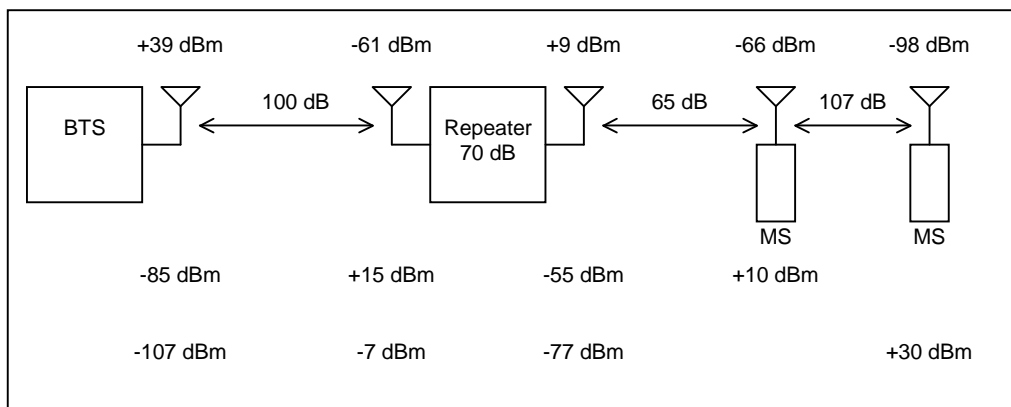 +39 dBm -61 dBm +9 dBm -66 dBm -98 dBm
100 dB 65 dB 107 dB
BTS Repeater
70 dB
MS MS
-85 dBm +15 dBm -55 dBm +10 dBm
-107 dBm -7 dBm -77 dBm +30 dBm